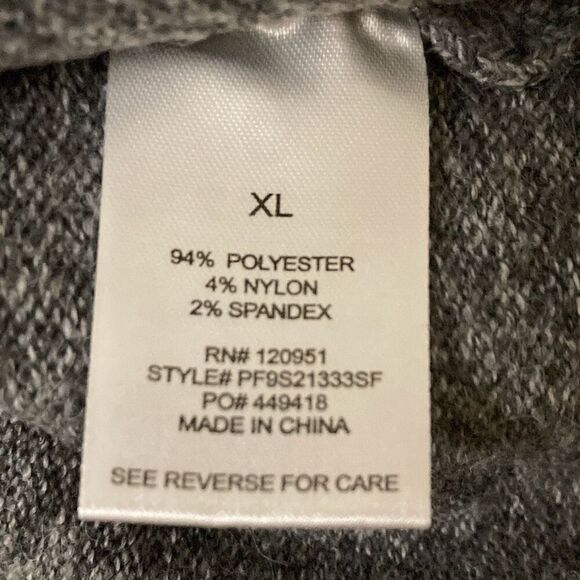 XL
94% POLYESTER
4% NYLON
2% SPANDEX
RN# 120951
STYLE# PF9S21333SF
PO# 449418
MADE IN CHINA
SEE REVERSE FOR CARE